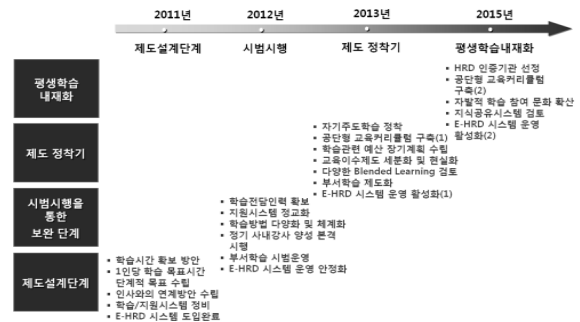 2011년 2012년 2013년 2015년
제도설계단계 시범시행 제도 정착기 평생학습내재화
평생학습
내재화
▪ HRD 인증기관 선정
▪ 공단형 교육커리큘럼
구축(2)
▪ 자발적 학습 참여 문화 확산
▪ 지식공유시스템 검토
▪ E-HRD 시스템 운영
활성화(2)
제도 정착기
▪ 자기주도학습 정착
▪ 공단형 교육커리큘럼 구축(1)
▪ 학습관련 예산 장기계획 수립
▪ 교육이수제도 세분화 및 현실화
▪ 다양한 Blended Learning 검토
▪ 부서학습 제도화
▪ E-HRD 시스템 운영 활성화(1)
시범시행을
통한
보완 단계
▪ 학습전담인력 확보
▪ 지원시스템 정교화
▪ 학습방법 다양화 및 체계화
▪ 정기 사내강사 양성 본격
시행
▪ 부서학습 시범운영
▪ E-HRD 시스템 운영 안정화
제도설계단계
▪ 학습시간 확보 방안
▪ 1인당 학습 목표시간
단계적 목표 수립
▪ 인사와의 연계방안 수립
▪ 학습/지원시스템 정비
▪ E-HRD 시스템 도입완료